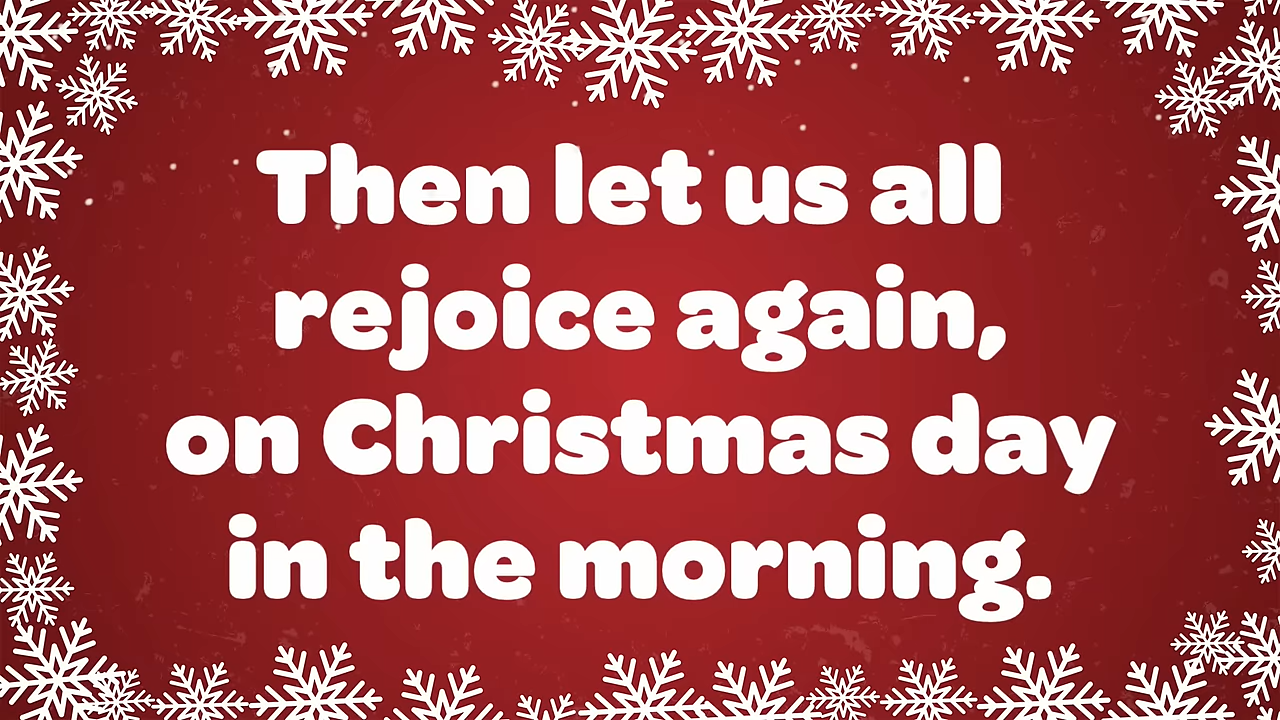 Then let us all
rejoice again,
on Christmas day
in the morning.